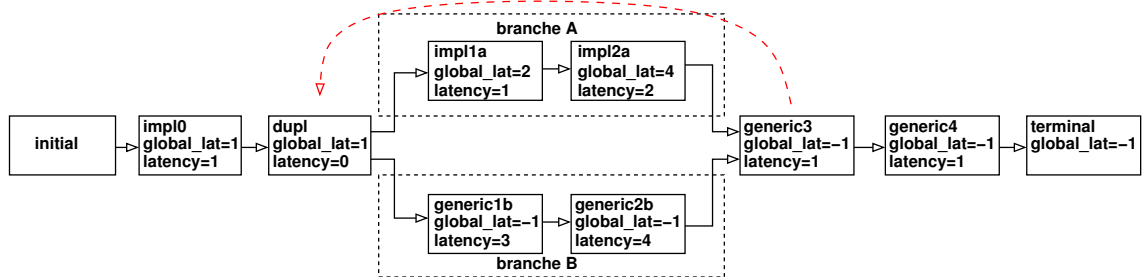 branche A
impl1a
global_lat=2
latency=1
impl2a
global_lat=4
latency=2
initial
impl0
global_lat=1
latency=1
dupl
global_lat=1
latency=0
generic3
global_lat=−1
latency=1
generic4
global_lat=−1
latency=1
terminal
global_lat=−1
generic1b
global_lat=−1
latency=3
generic2b
global_lat=−1
latency=4
branche B